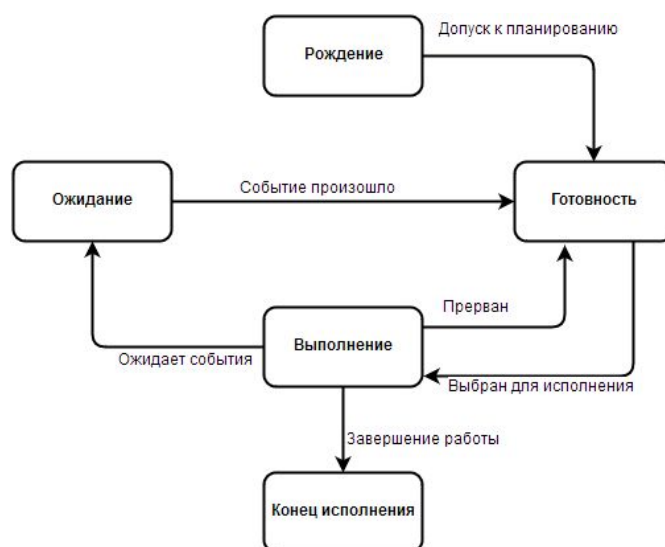 Допуск к планированию
Рождение
Ожидание
Событие произошло
Готовность
Прерван
Выполнение
Ожидает события
Выбран для исполнения
Завершение работы
Конец исполнения